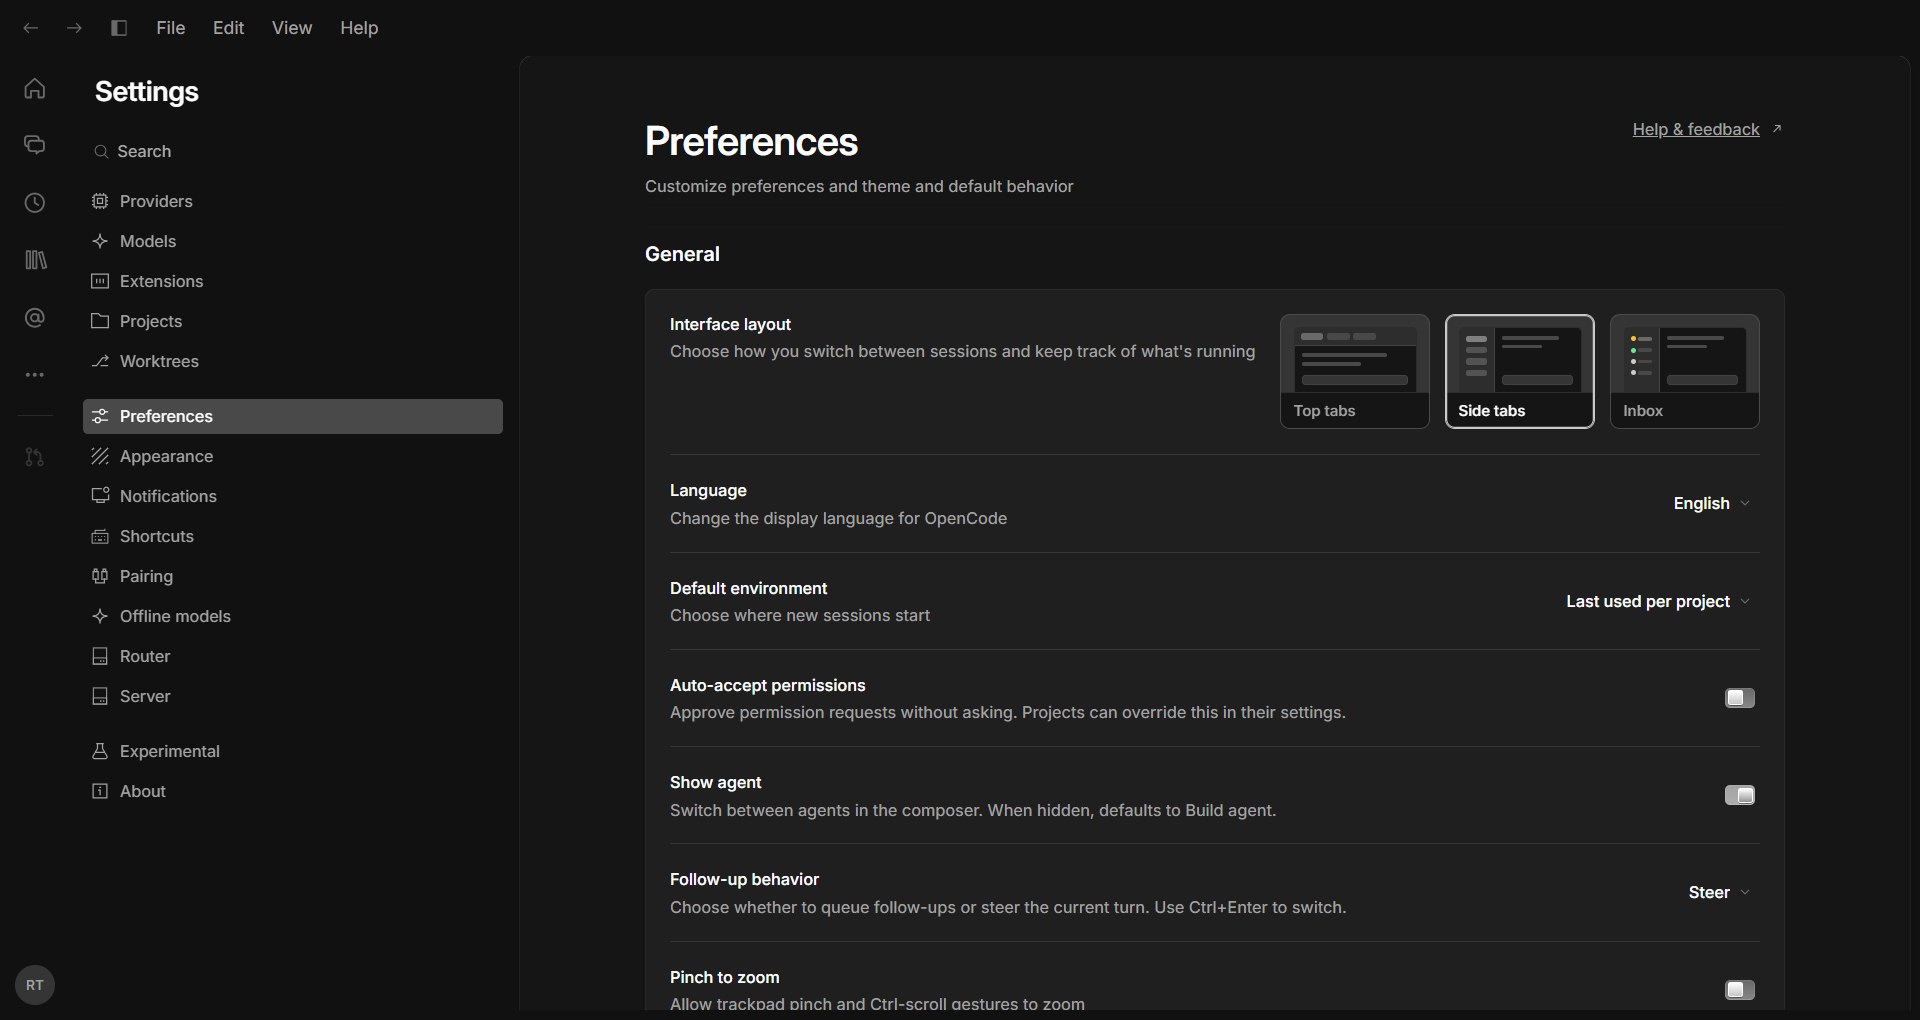 File Edit View Help
Settings
Search
Providers
Models
Extensions
Projects
Worktrees
Preferences
Appearance
Notifications
Shortcuts
Pairing
Offline models
Router
Server
Experimental
About
RT
Preferences
Help & feedback
Customize preferences and theme and default behavior
General
Interface layout
Choose how you switch between sessions and keep track of what's running
Top tabs
Side tabs
Inbox
Language
Change the display language for OpenCode
English
Default environment
Choose where new sessions start
Last used per project
Auto-accept permissions
Approve permission requests without asking. Projects can override this in their settings.
Show agent
Switch between agents in the composer. When hidden, defaults to Build agent.
Follow-up behavior
Choose whether to queue follow-ups or steer the current turn. Use Ctrl+Enter to switch.
Steer
Pinch to zoom
Allow trackpad pinch and Ctrl-scroll gestures to zoom